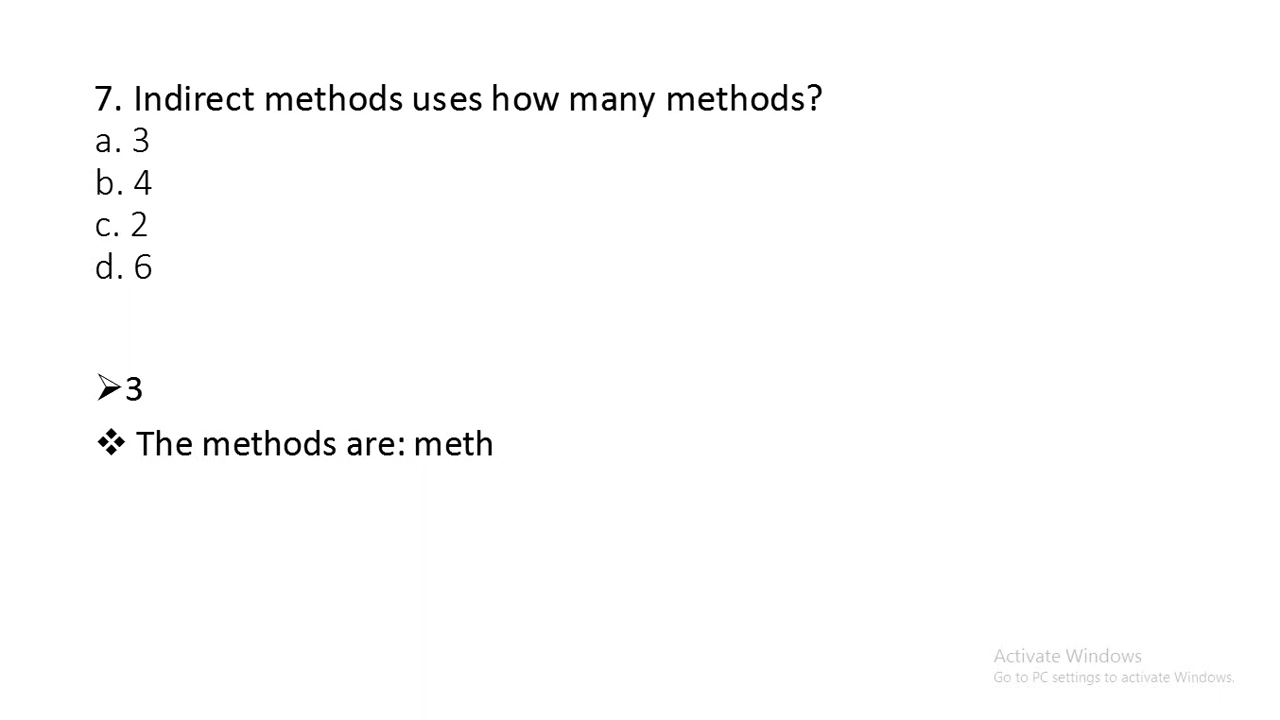 7. Indirect methods uses how many methods?
a. 3
b. 4
c. 2
d. 6
➢3
❖ The methods are: meth
Activate Windows
Go to PC settings to activate Windows.